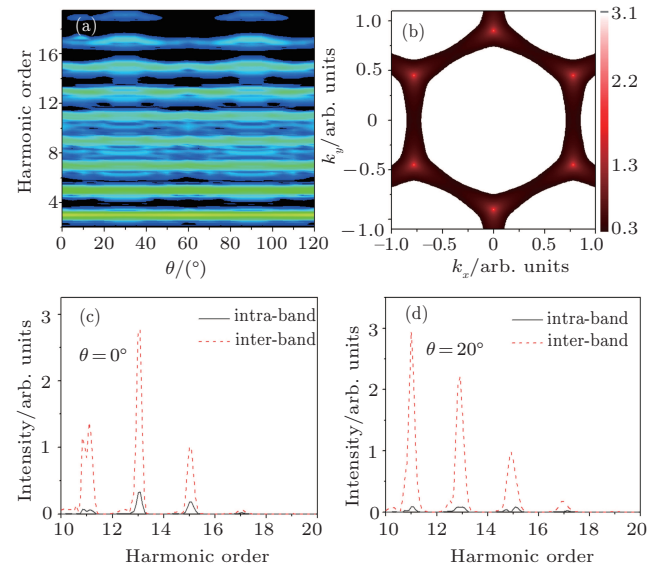 (a)
Harmonic order
16
12
8
4
0 20 40 60 80 100 120
θ/(°)
(b)
k_y/arb. units
1.0
0.5
0
−0.5
−1.0
−1.0 −0.5 0 0.5 1.0
k_x/arb. units
3.1
2.2
1.3
0.3
(c)
intra-band
inter-band
θ = 0°
Intensity/arb. units
3
2
1
0
10 12 14 16 18 20
Harmonic order
(d)
intra-band
inter-band
θ = 20°
Intensity/arb. units
3
2
1
0
10 12 14 16 18 20
Harmonic order